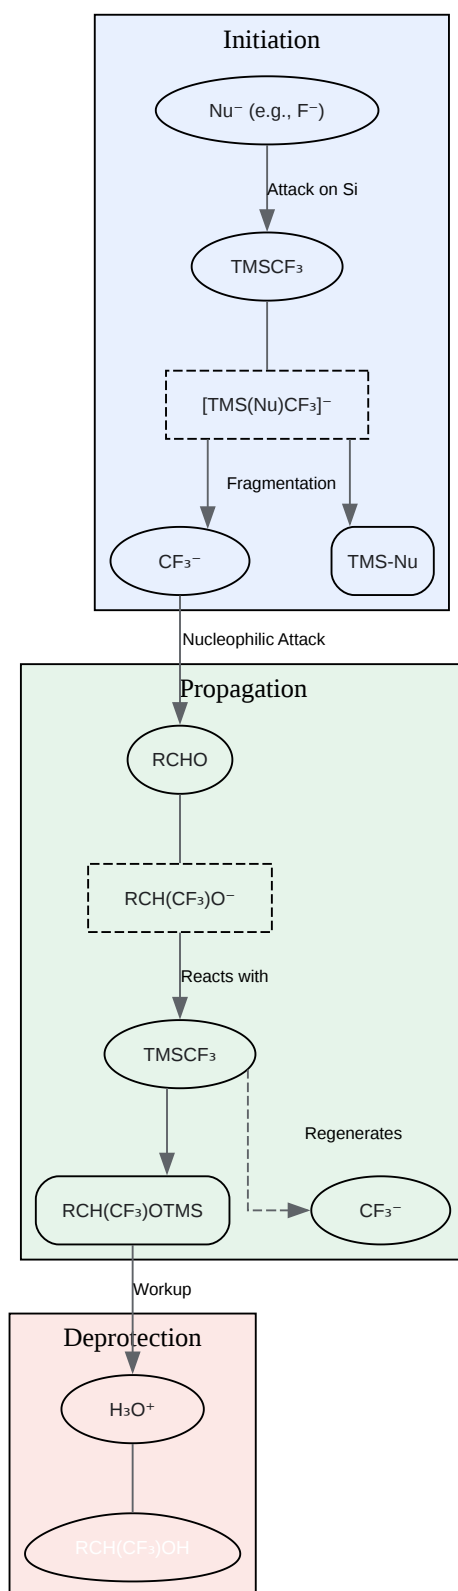 Initiation
Nu⁻ (e.g., F⁻)
Attack on Si
TMSCF₃
[TMS(Nu)CF₃]⁻
Fragmentation
CF₃⁻
TMS-Nu
Nucleophilic Attack
Propagation
RCHO
RCH(CF₃)O⁻
Reacts with
TMSCF₃
Regenerates
RCH(CF₃)OTMS
CF₃⁻
Workup
Deprotection
H₃O⁺
RCH(CF₃)OH